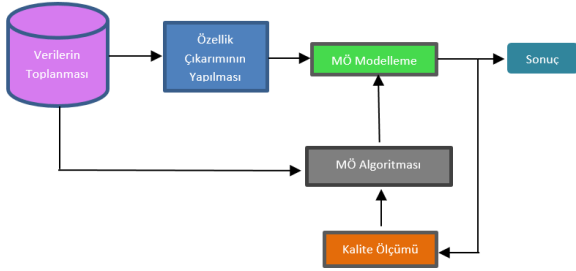 Verilerin
Toplanması
Özellik
Çıkarımının
Yapılması
MÖ Modelleme
Sonuç
MÖ Algoritması
Kalite Ölçümü